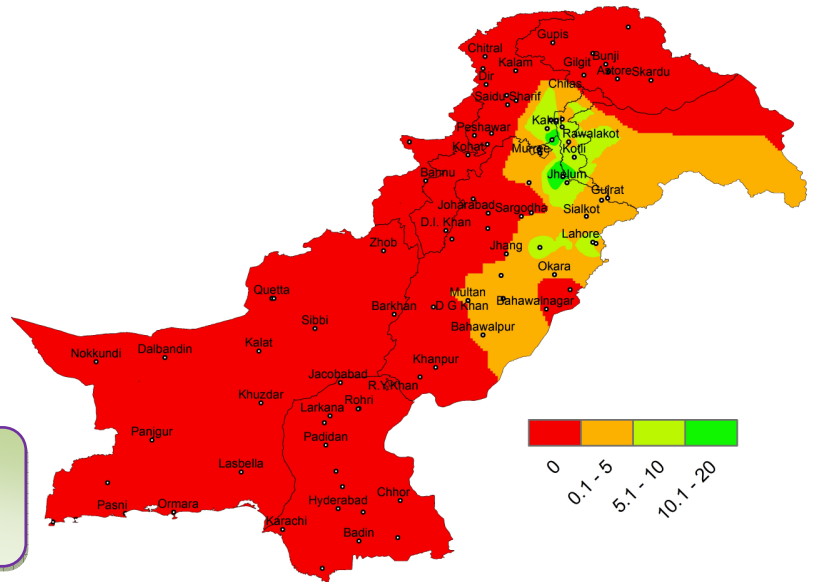 Gupis
Chitral
Bunji
Kalam
Gilgit
Astore
Skardu
Dir
Chilas
Saidu Sharif
Peshawar
Rawalakot
Kohat
Murree
Kotli
Bannu
Jhelum
Gujrat
Joharabad
Sargodha
Sialkot
D.I. Khan
Lahore
Zhob
Jhang
Okara
Quetta
Multan
Barkhan
D G Khan
Bahawalnagar
Sibbi
Bahawalpur
Kalat
Nokkundi
Dalbandin
Khanpur
Jacobabad
R.Y.Khan
Khuzdar
Rohri
Larkana
Panjgur
Padidan
Lasbella
Chhor
Hyderabad
Pasni
Ormara
Karachi
Badin
0
0.1 - 5
5.1 - 10
10.1 - 20